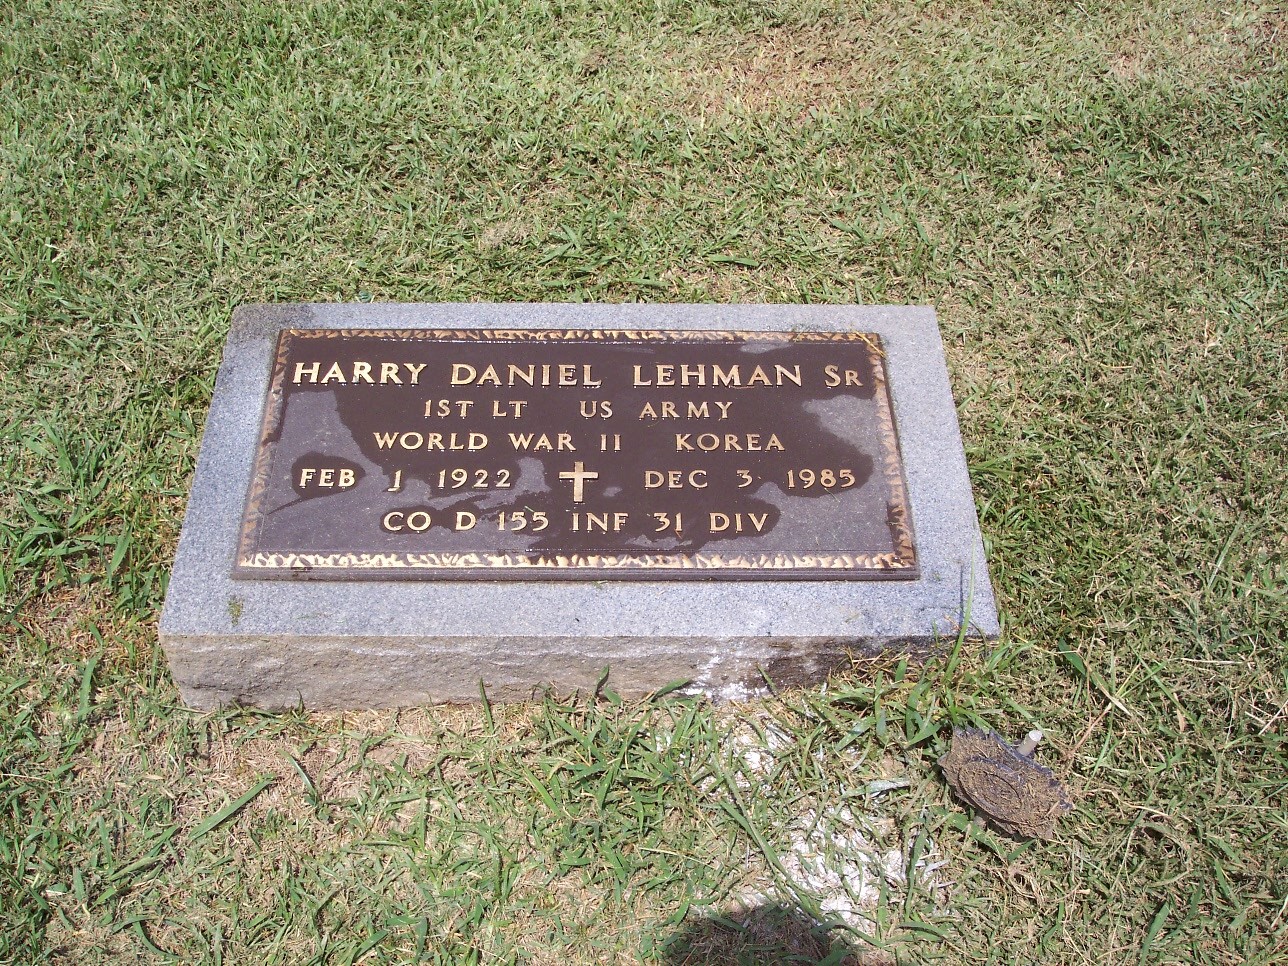 HARRY DANIEL LEHMAN SR
1ST LT US ARMY
WORLD WAR II KOREA
FEB 1 1922 DEC 3 1985
CO D 155 INF 31 DIV